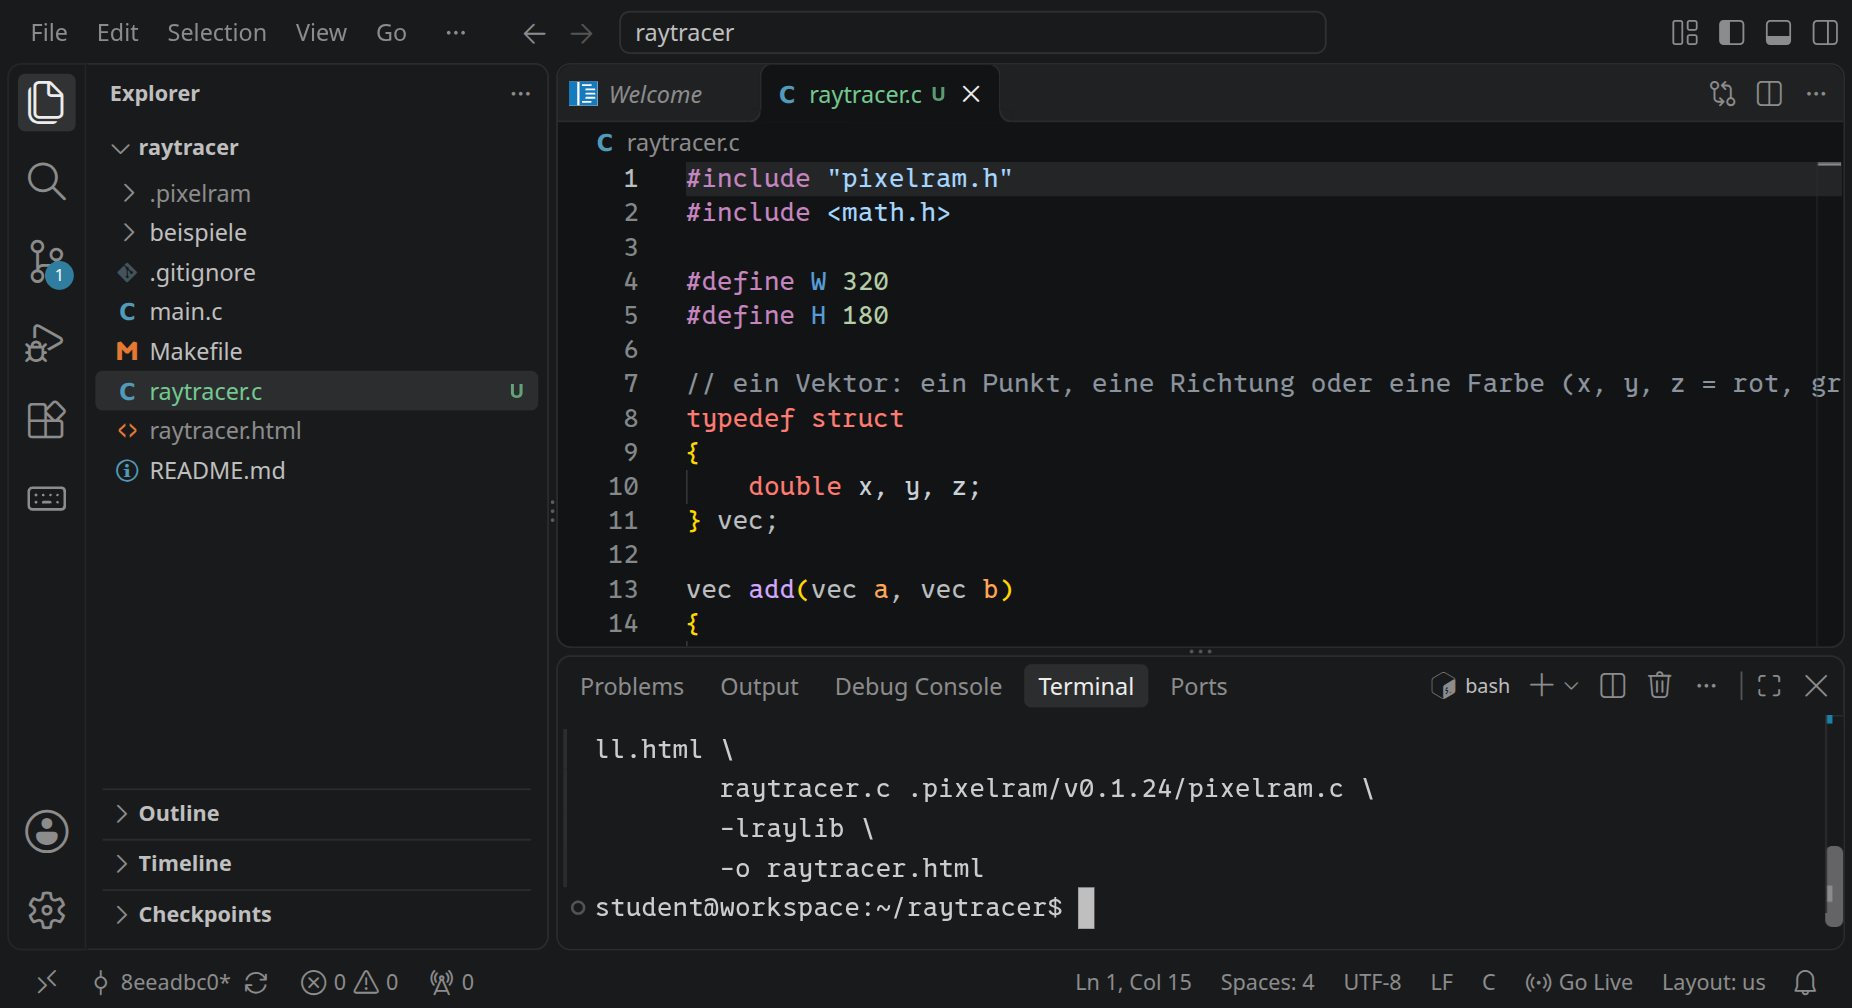 File Edit Selection View Go ··· raytracer
Explorer ···
raytracer
.pixelram
beispiele
.gitignore
main.c
Makefile
raytracer.c U
raytracer.html
README.md
Outline
Timeline
Checkpoints
1
Welcome
C raytracer.c U
C raytracer.c
1 #include "pixelram.h"
2 #include <math.h>
3
4 #define W 320
5 #define H 180
6
7 // ein Vektor: ein Punkt, eine Richtung oder eine Farbe (x, y, z = rot, gr
8 typedef struct
9 {
10     double x, y, z;
11 } vec;
12
13 vec add(vec a, vec b)
14 {
Problems Output Debug Console Terminal Ports bash
ll.html \
        raytracer.c .pixelram/v0.1.24/pixelram.c \
        -lraylib \
        -o raytracer.html
student@workspace:~/raytracer$
8eeadbc0* 0 0 0 Ln 1, Col 15 Spaces: 4 UTF-8 LF C Go Live Layout: us